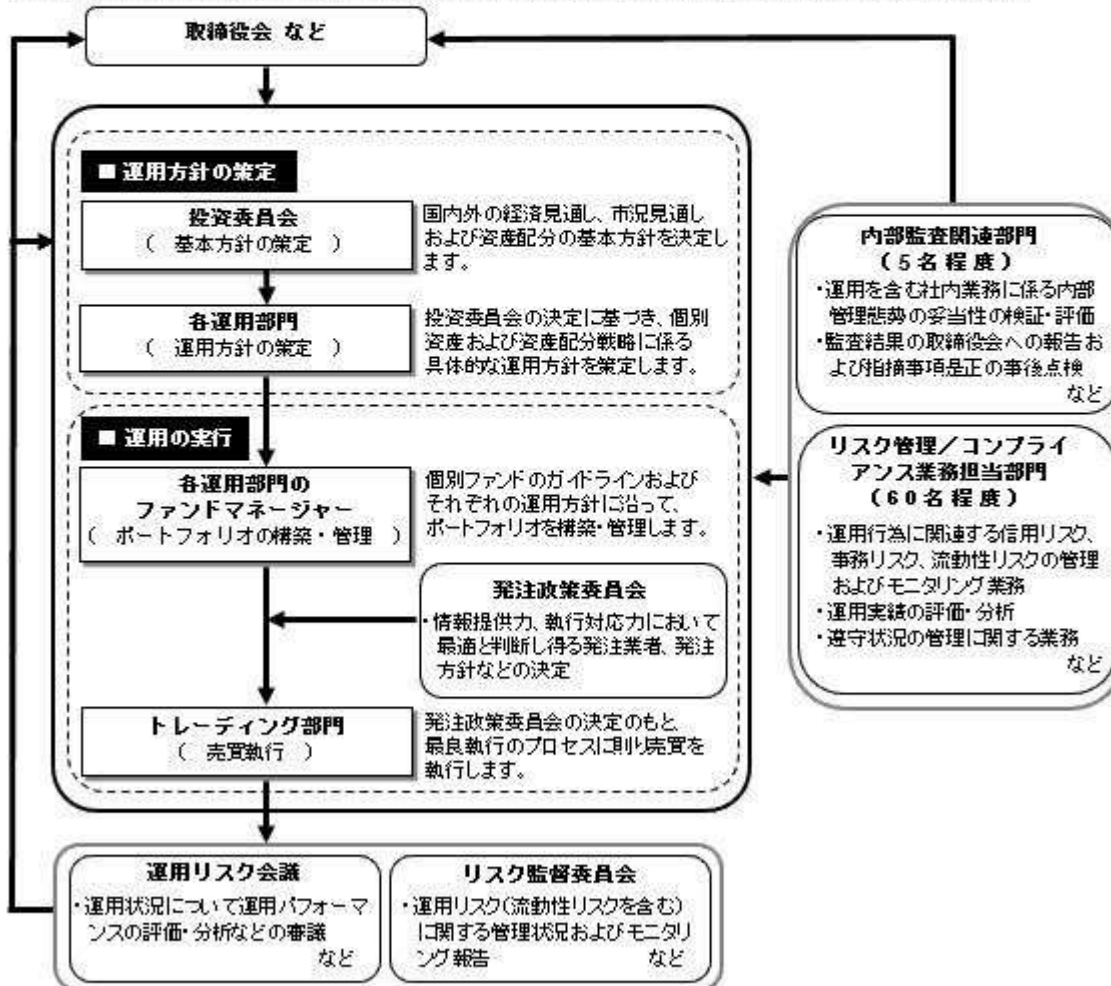 取締役会 など
■ 運用方針の策定
投資委員会
( 基本方針の策定 )
国内外の経済見通し、市況見通し
および資産配分の基本方針を決定し
ます。
各運用部門
( 運用方針の策定 )
投資委員会の決定に基づき、個別
資産および資産配分戦略に係る
具体的な運用方針を策定します。
■ 運用の実行
各運用部門の
ファンドマネージャー
( ポートフォリオの構築・管理 )
個別ファンドのガイドラインおよび
それぞれの運用方針に沿って、
ポートフォリオを構築・管理します。
発注政策委員会
・情報提供力、執行対応力において
最適と判断し得る発注業者、発注
方針などの決定
トレーディング部門
( 売買執行 )
発注政策委員会の決定のもと、
最良執行のプロセスに則り売買を
執行します。
内部監査関連部門
(5名程度)
・運用を含む社内業務に係る内部
管理態勢の妥当性の検証・評価
・監査結果の取締役会への報告お
よび指摘事項是正の事後点検
など
リスク管理/コンプライ
アンス業務担当部門
(60名程度)
・運用行為に関連する信用リスク、
事務リスク、流動性リスクの管理
およびモニタリング業務
・運用実績の評価・分析
・遵守状況の管理に関する業務
など
運用リスク会議
・運用状況について運用パフォーマ
ンスの評価・分析などの審議
など
リスク監督委員会
・運用リスク(流動性リスクを含む)
に関する管理状況およびモニタリ
ング報告 など